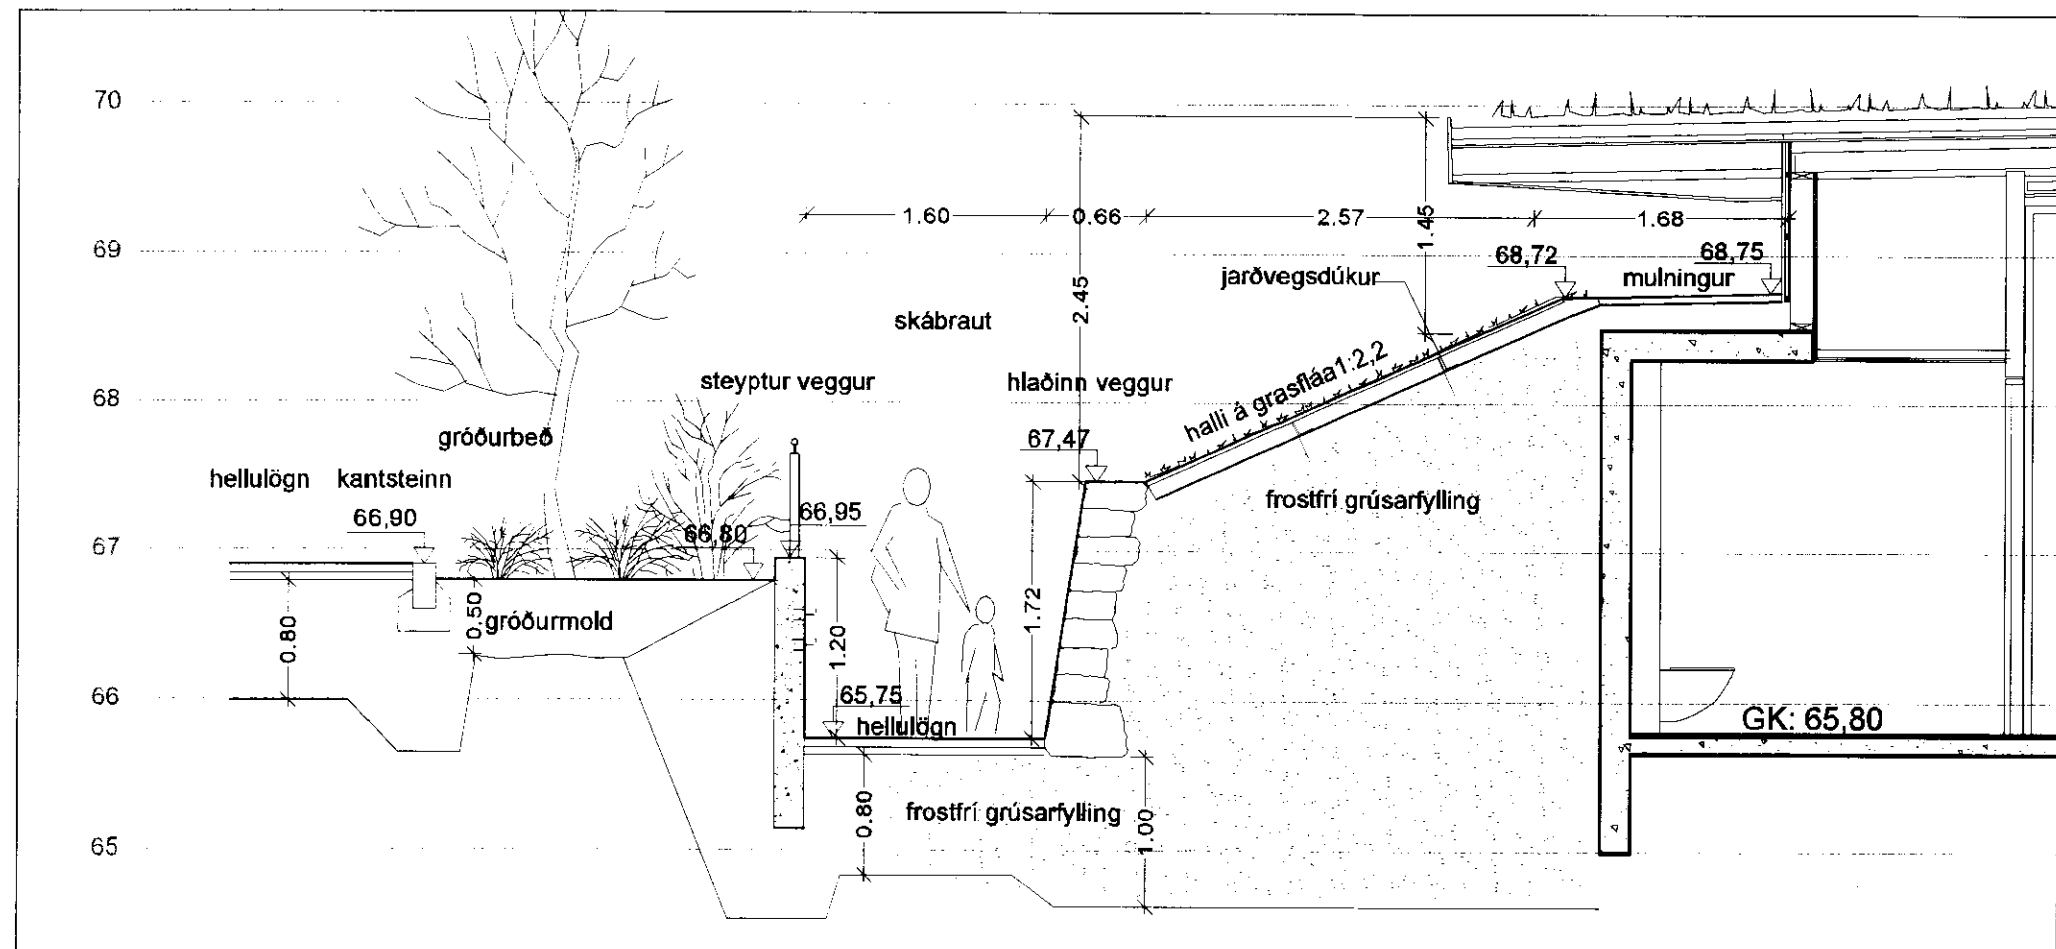 70
1.60
0.66
2.57
1.68
1.45
69
68,72
68,75
jarðvegsdúkur
mulningur
2.45
skábraut
halli á grasfláa1:2,2
68
steyptur veggur
hlaðinn veggur
gróðurbeð
67,47
hellulögn
kantsteinn
frostfrí grúsarfylling
66,90
66,95
66,80
67
0.50
0.80
gróðurmold
1.20
1.72
66
65,75
hellulögn
GK: 65,80
frostfrí grúsarfylling
0.80
1.00
65